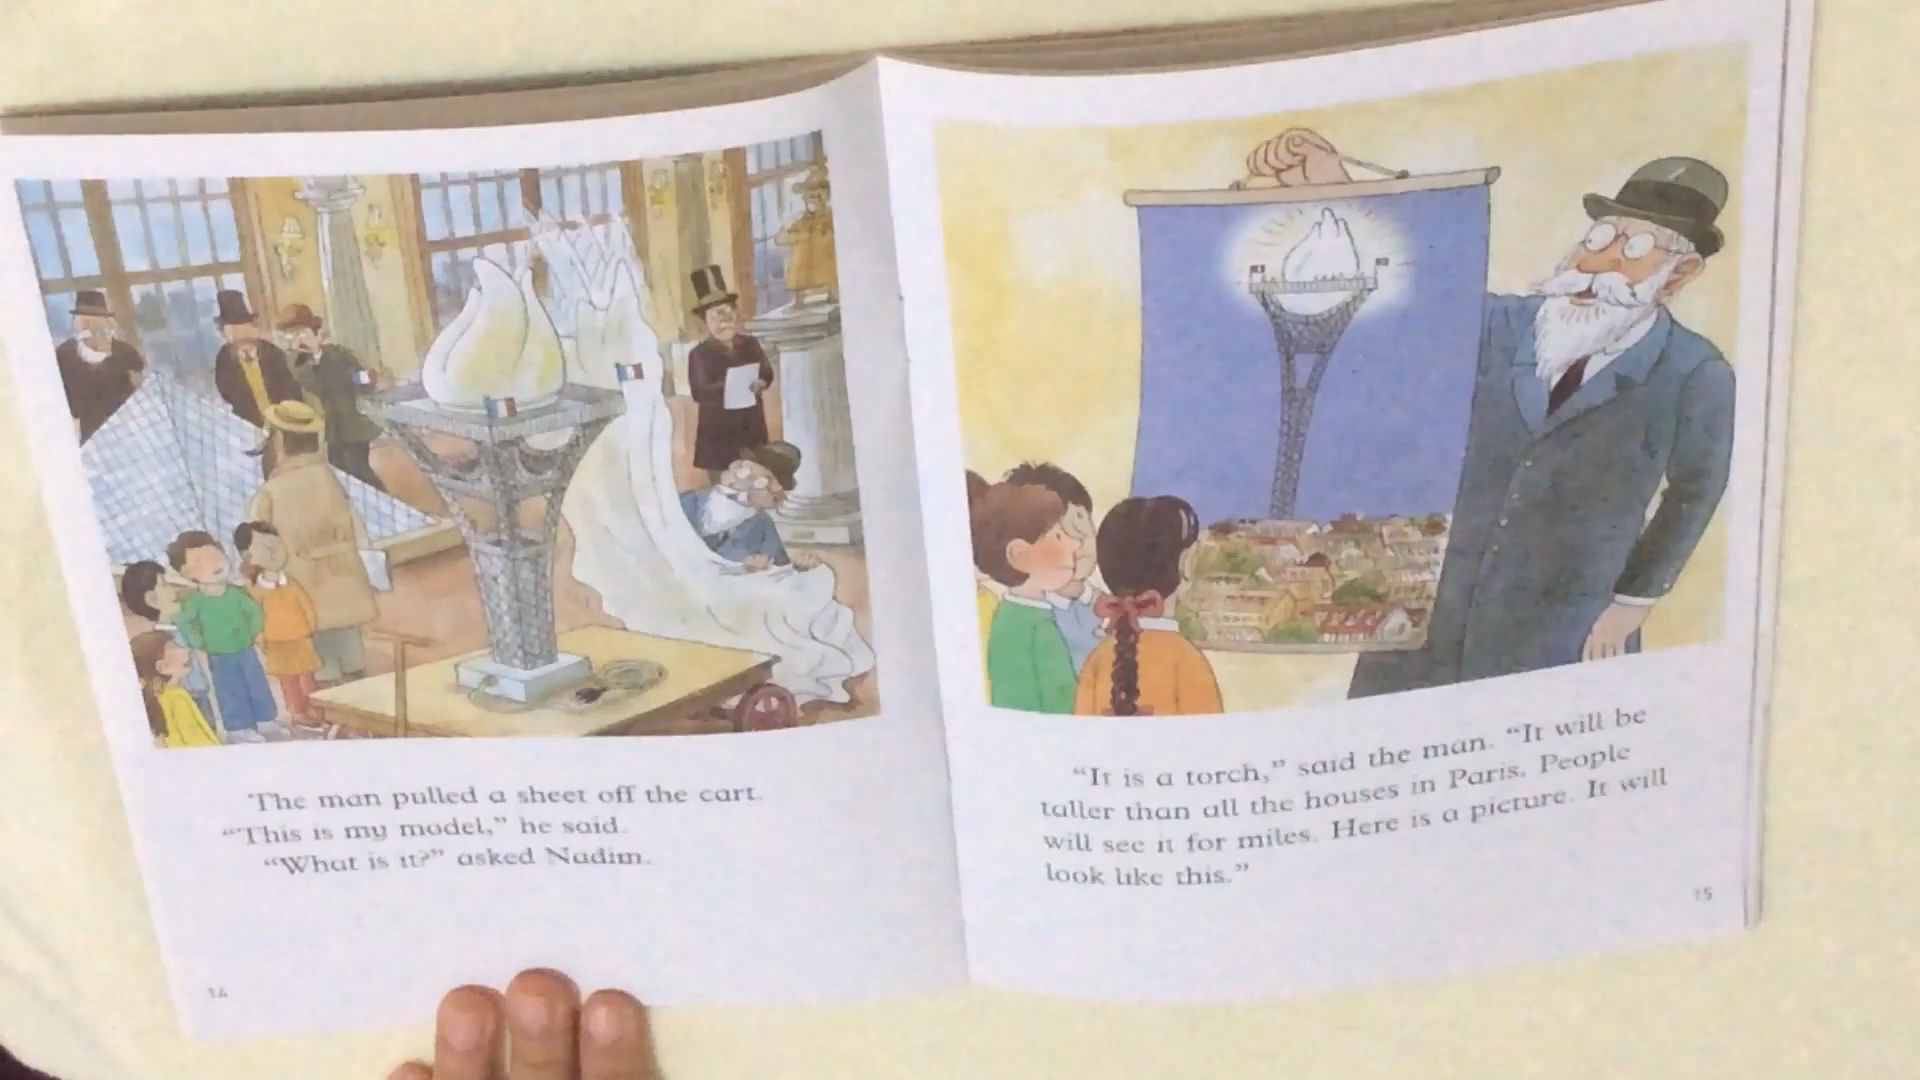 The man pulled a sheet off the cart.
“This is my model,” he said.
“What is it?” asked Nadim.
14
“It is a torch,” said the man. “It will be
taller than all the houses in Paris. People
will see it for miles. Here is a picture. It will
look like this.”
15